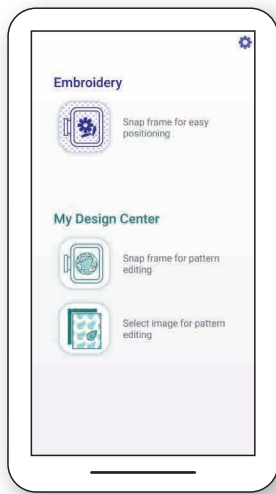 Embroidery
Snap frame for easy
positioning
My Design Center
Snap frame for pattern
editing
Select image for pattern
editing